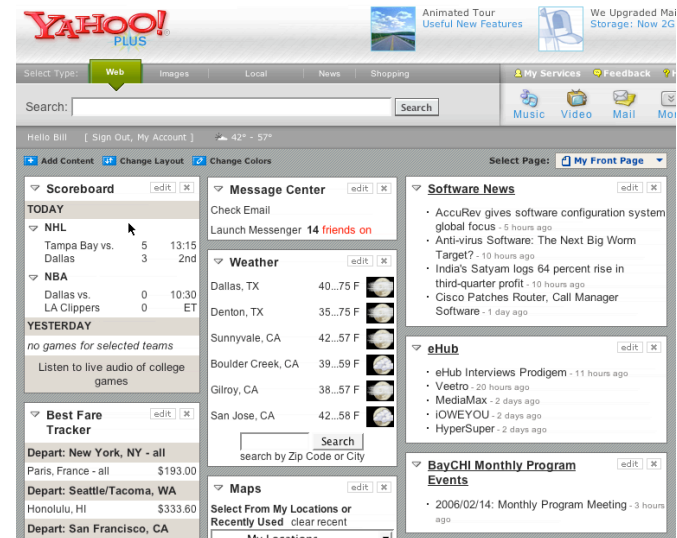 YAHOO!
PLUS
Animated Tour
Useful New Features
We Upgraded Mai
Storage: Now 2G
Select Type:
Web
Images
Local
News
Shopping
My Services
Feedback
Search:
Search
Music
Video
Mail
Mor
Hello Bill [ Sign Out, My Account ] 42° - 57°
Add Content
Change Layout
Change Colors
Select Page:
My Front Page
Scoreboard
edit
TODAY
NHL
Tampa Bay vs. 5 13:15
Dallas 3 2nd
NBA
Dallas vs. 0 10:30
LA Clippers 0 ET
YESTERDAY
no games for selected teams
Listen to live audio of college
games
Best Fare
Tracker
edit
Depart: New York, NY - all
Paris, France - all $193.00
Depart: Seattle/Tacoma, WA
Honolulu, HI $333.60
Depart: San Francisco, CA
Message Center
edit
Check Email
Launch Messenger 14 friends on
Weather
edit
Dallas, TX 40...75 F
Denton, TX 35...75 F
Sunnyvale, CA 42...57 F
Boulder Creek, CA 39...59 F
Gilroy, CA 38...57 F
San Jose, CA 42...58 F
Search
search by Zip Code or City
Maps
edit
Select From My Locations or
Recently Used clear recent
My Locations
Software News
edit
· AccuRev gives software configuration system
global focus - 5 hours ago
· Anti-virus Software: The Next Big Worm
Target? - 10 hours ago
· India's Satyam logs 64 percent rise in
third-quarter profit - 10 hours ago
· Cisco Patches Router, Call Manager
Software - 1 day ago
eHub
edit
· eHub Interviews Prodigem - 11 hours ago
· Veetro - 20 hours ago
· MediaMax - 2 days ago
· iOWEYOU - 2 days ago
· HyperSuper - 2 days ago
BayCHI Monthly Program
Events
edit
· 2006/02/14: Monthly Program Meeting - 3 hours
ago